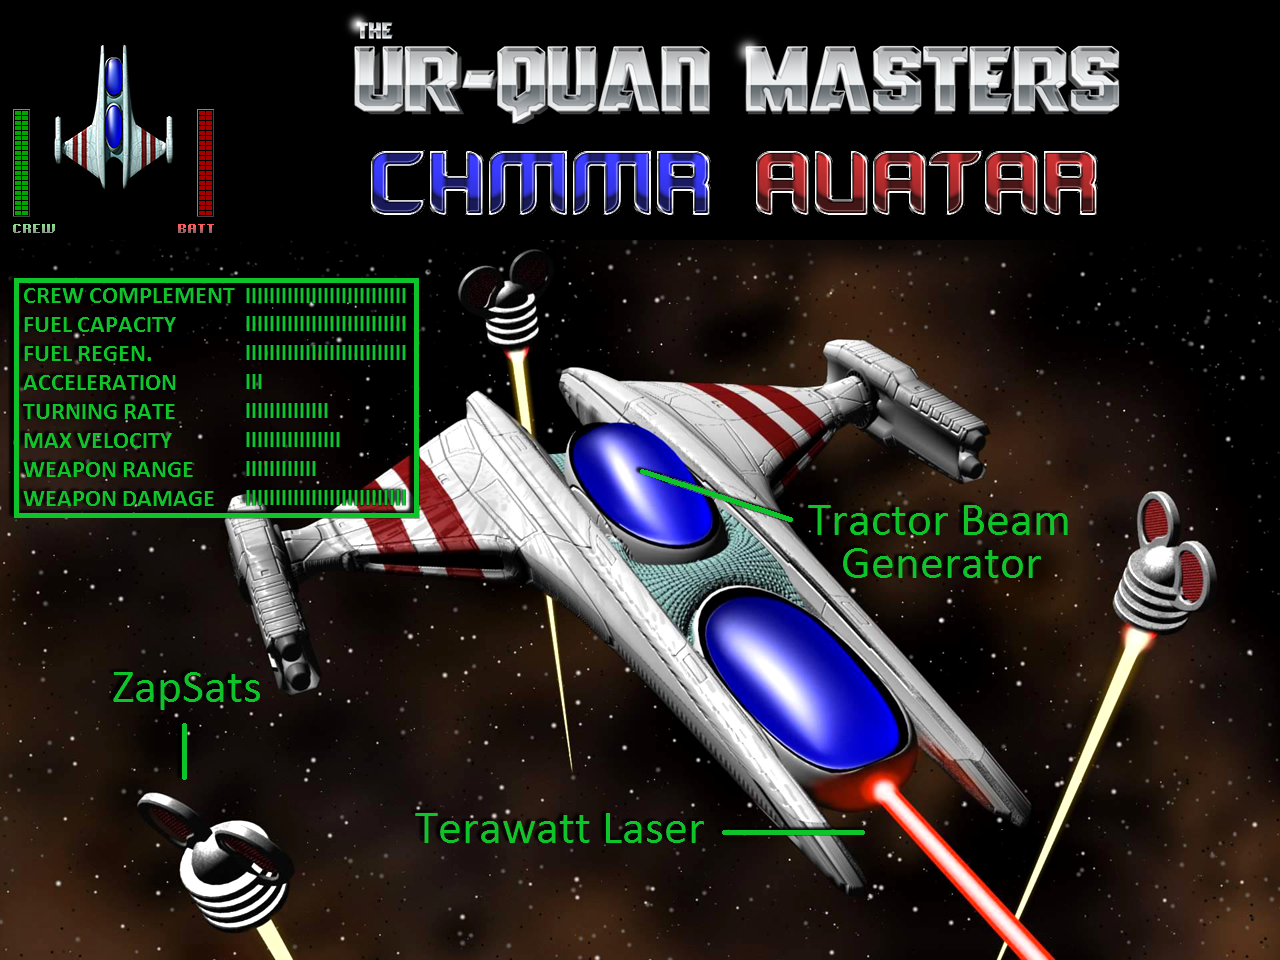 THE
UR-QUAN MASTERS
CHMMR AVATAR
CREW
BATT
CREW COMPLEMENT
FUEL CAPACITY
FUEL REGEN.
ACCELERATION
TURNING RATE
MAX VELOCITY
WEAPON RANGE
WEAPON DAMAGE
Tractor Beam
Generator
ZapSats
Terawatt Laser